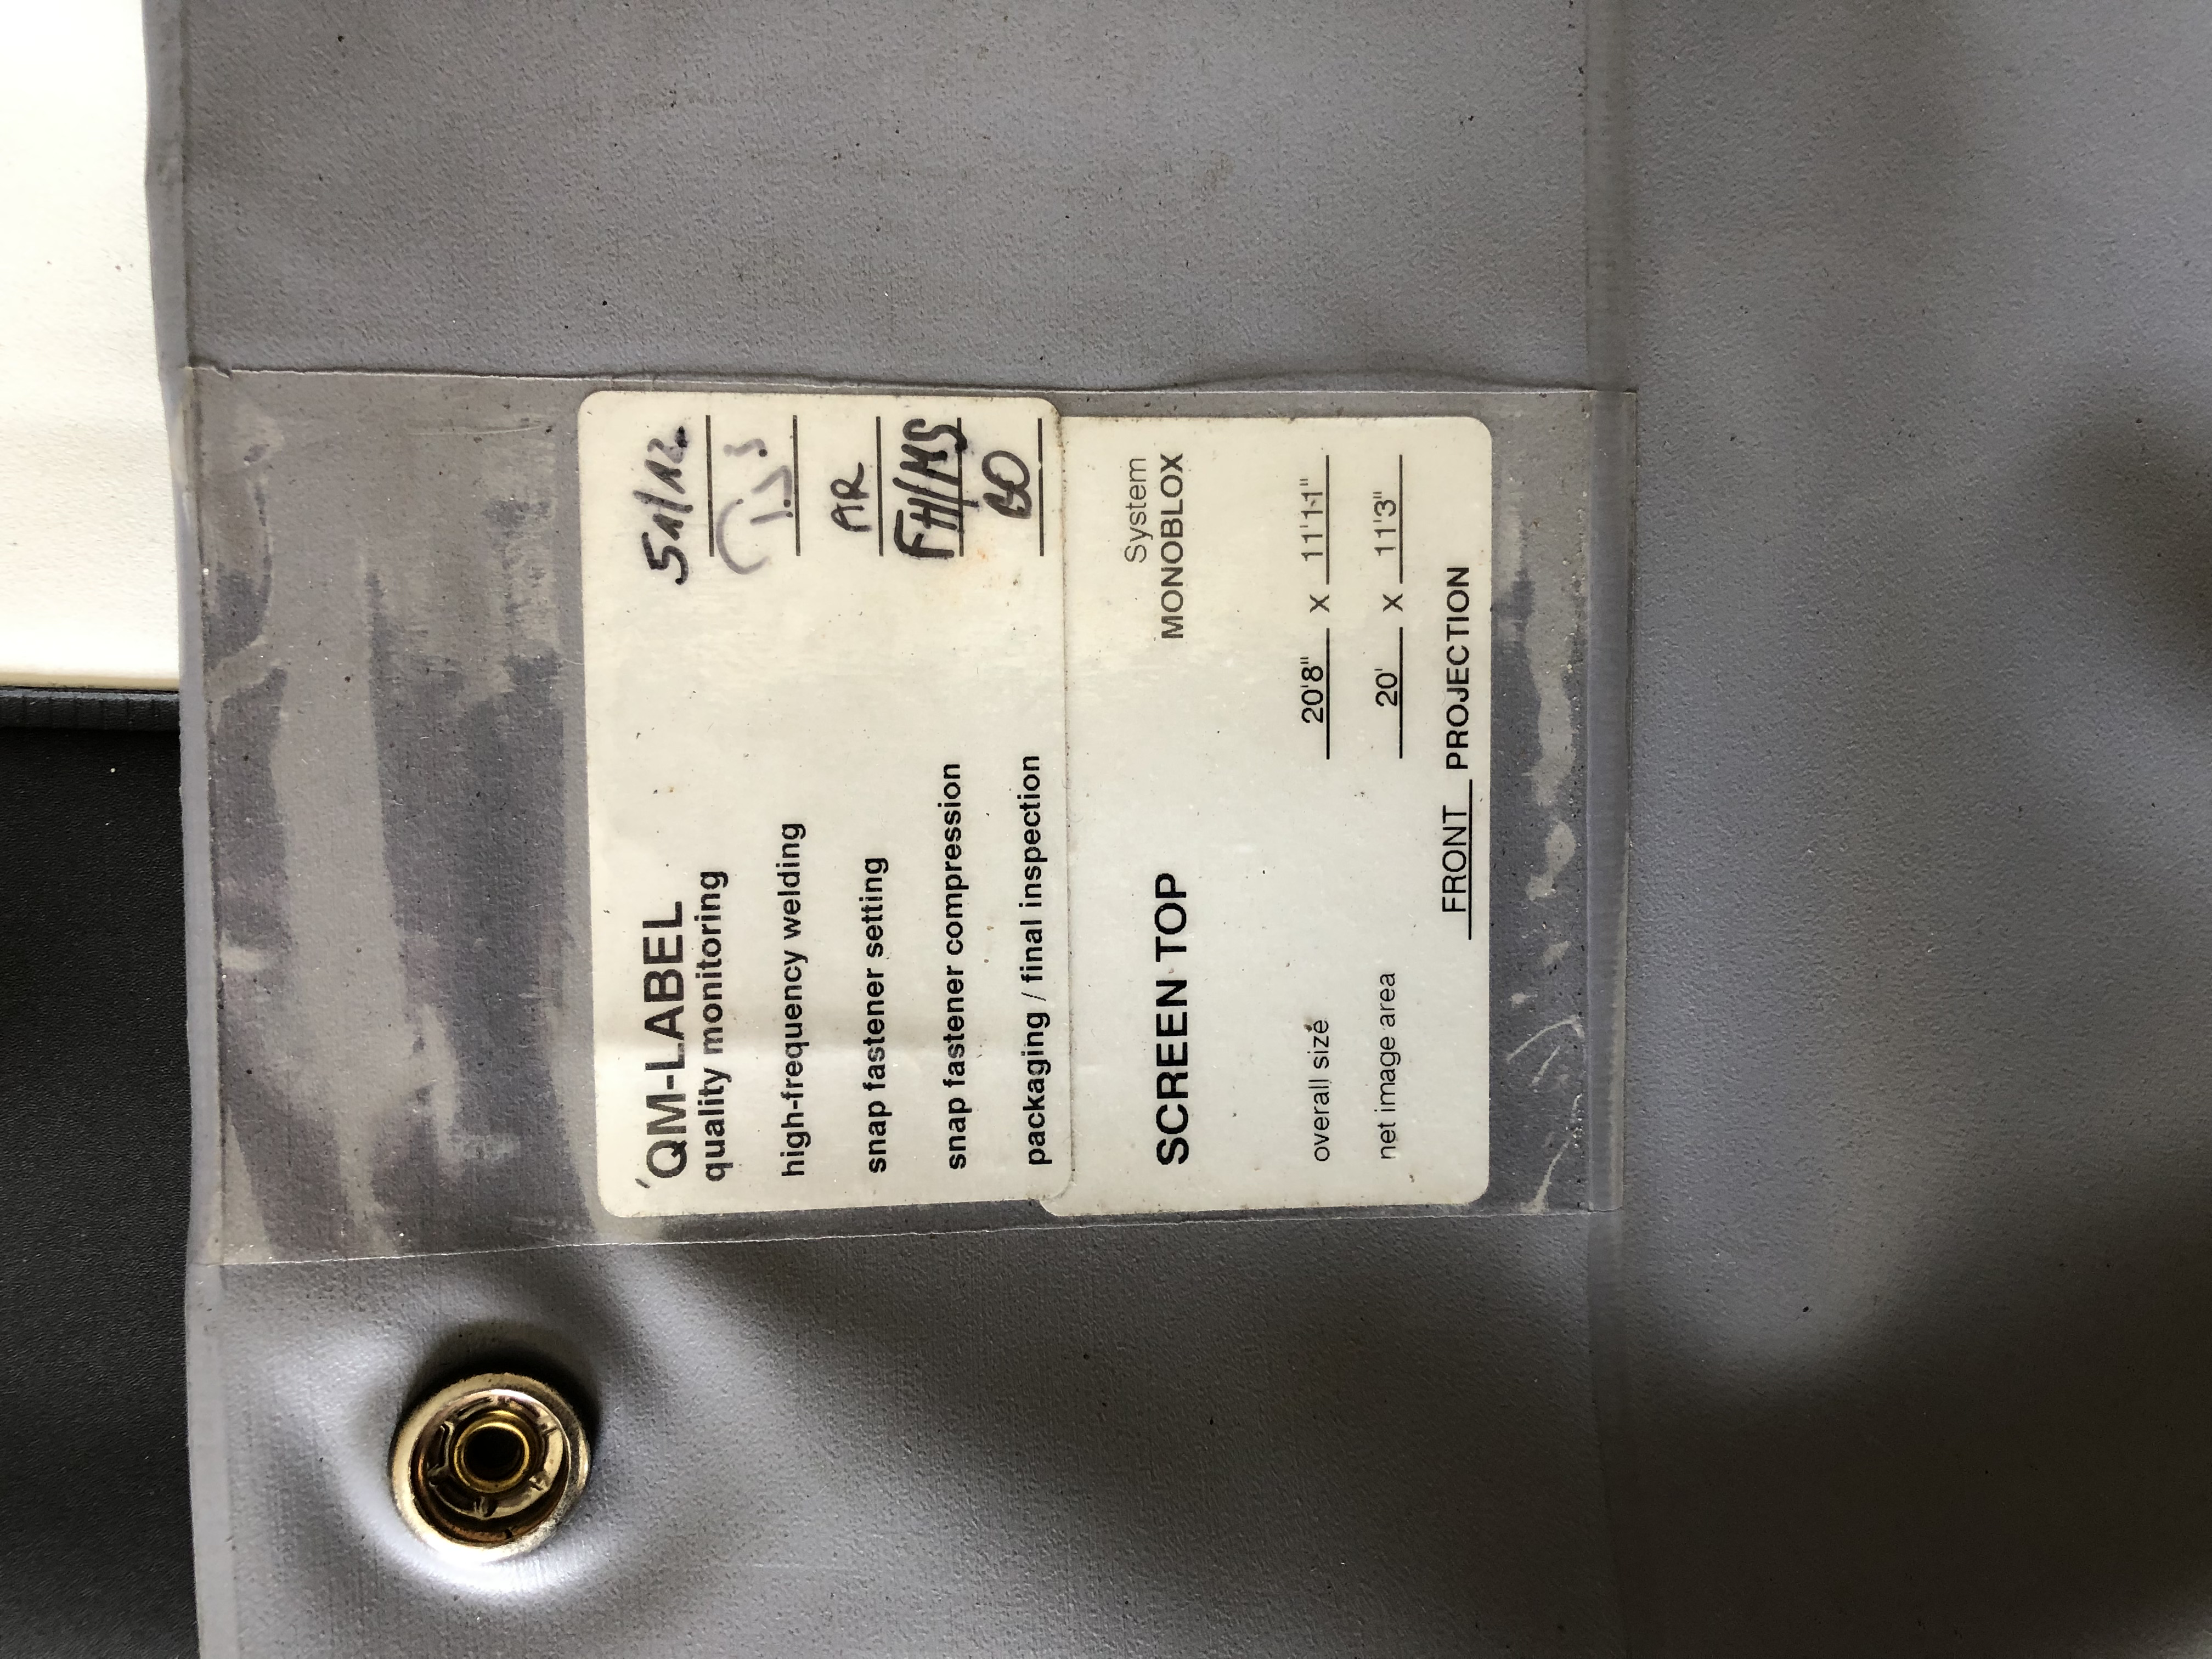 QM-LABEL 51/12
quality monitoring
high-frequency welding
snap fastener setting AR
snap fastener compression FH/MS
packaging / final inspection
System
SCREEN TOP MONOBLOX
overall size 20'8" x 11'11"
net image area 20' x 11'3"
FRONT PROJECTION